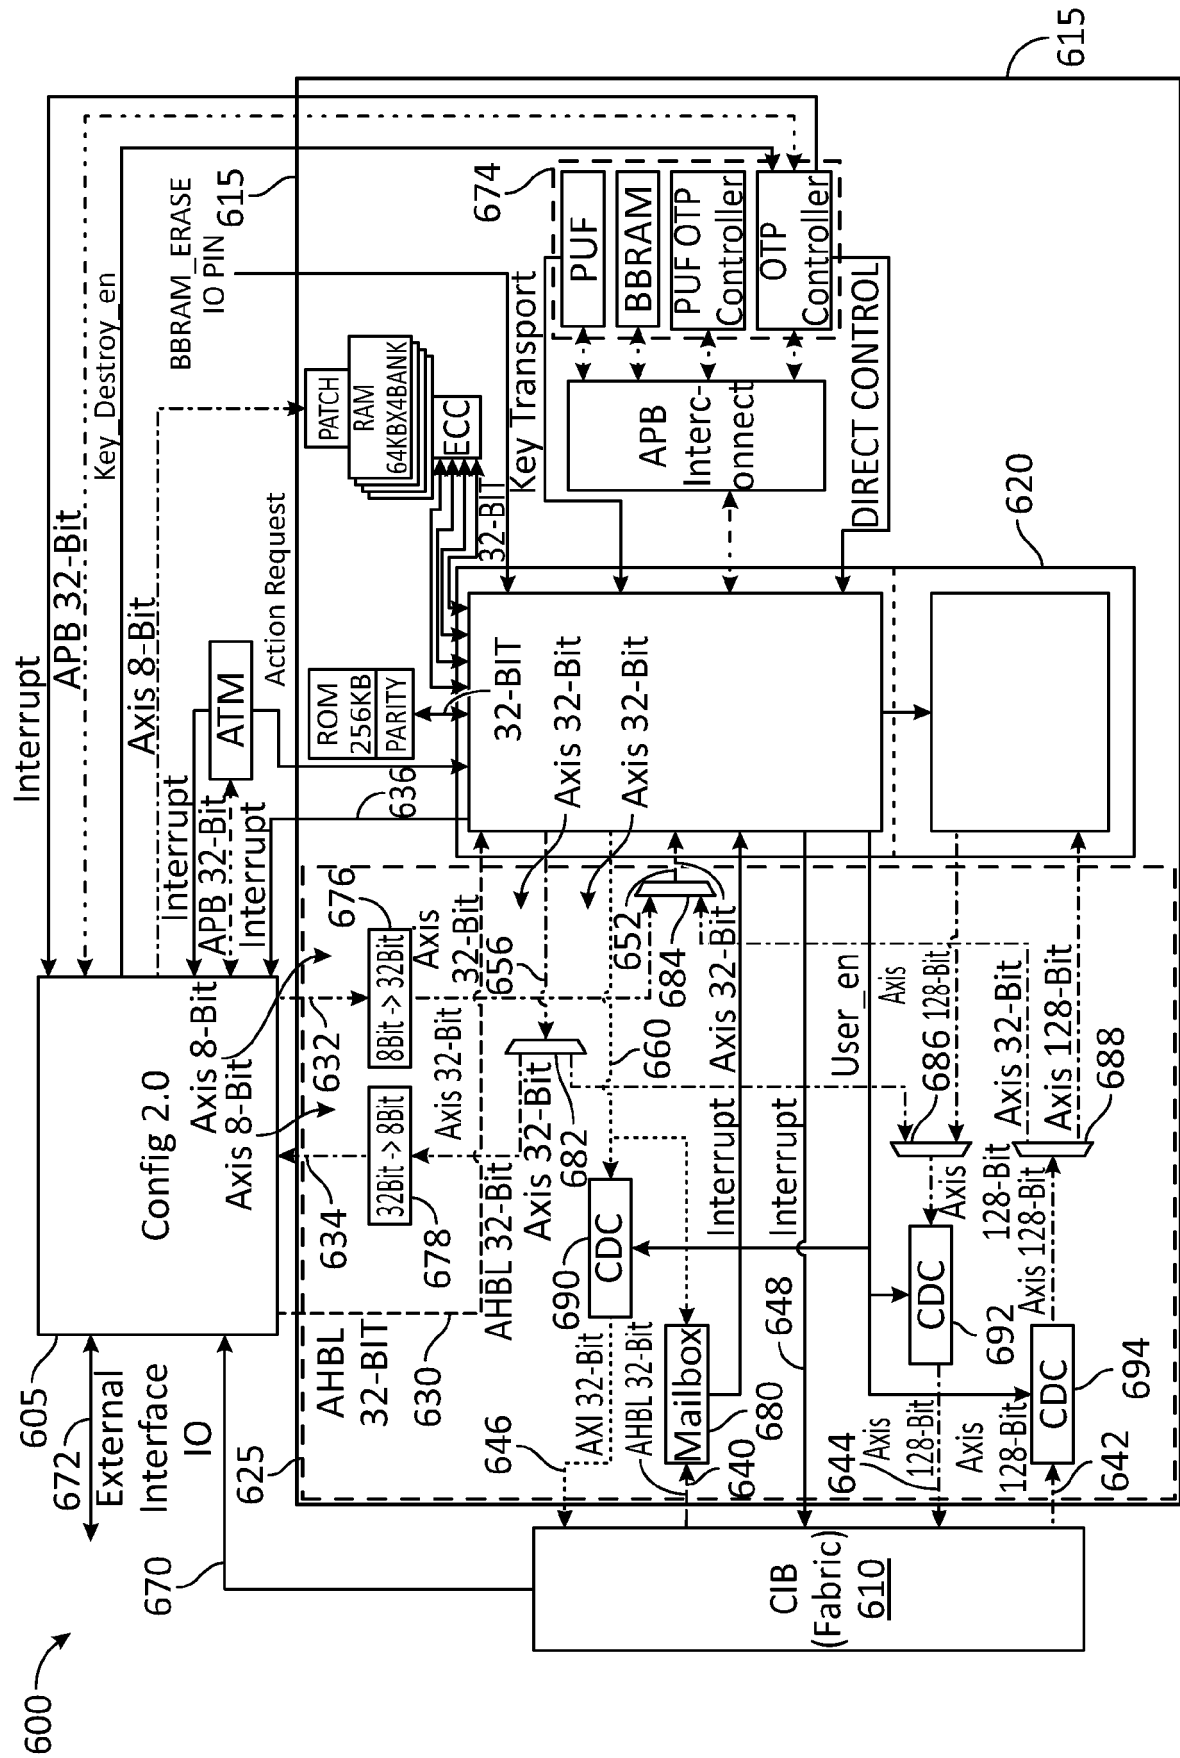 600
672
External
Interface
IO
605
670
625
Config 2.0
CIB
(Fabric)
610
Interrupt
APB 32-Bit
Key_Destroy_en
Axis 8-Bit
Interrupt
APB 32-Bit
Interrupt
ATM
Action Request
BBRAM_ERASE
IO PIN
615
615
Axis 8-Bit
Axis 8-Bit
632
634
676
8Bit -> 32Bit
678
32Bit -> 8Bit
Axis
32-Bit
Axis 32-Bit
AHBL
32-BIT
630
AHBL 32-Bit
636
PATCH
RAM
64KBX4BANK
ECC
32-BIT
ROM
256KB
PARITY
32-BIT
Axis 32-Bit
Axis 32-Bit
Key Transport
674
PUF
BBRAM
PUF OTP
Controller
OTP
Controller
APB
Interc-
onnect
DIRECT CONTROL
620
656
652
684
Axis 32-Bit
660
682
Axis 32-Bit
690
CDC
646
AXI 32-Bit
AHBL 32-Bit
Mailbox
640
680
Interrupt
Interrupt
648
User_en
Axis
128-Bit
686
Axis 32-Bit
Axis 128-Bit
688
Axis
128-Bit
Axis 128-Bit
CDC
692
644
Axis
128-Bit
Axis
128-Bit
CDC
694
642